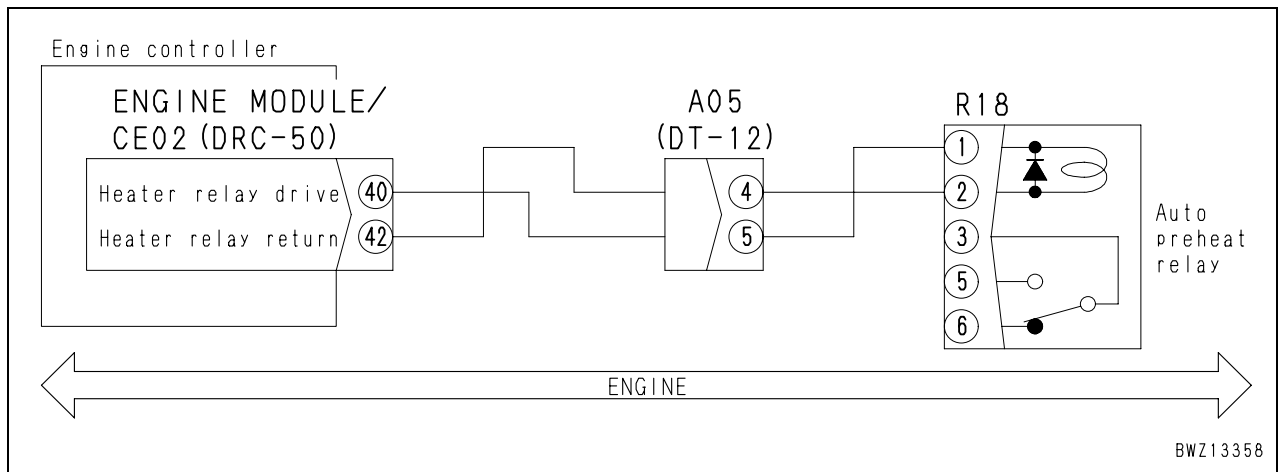 Engine controller
ENGINE MODULE/
CE02(DRC-50)
Heater relay drive 40
Heater relay return 42
A05
(DT-12)
4
5
R18
1
2
3
5
6
Auto
preheat
relay
ENGINE
BWZ13358